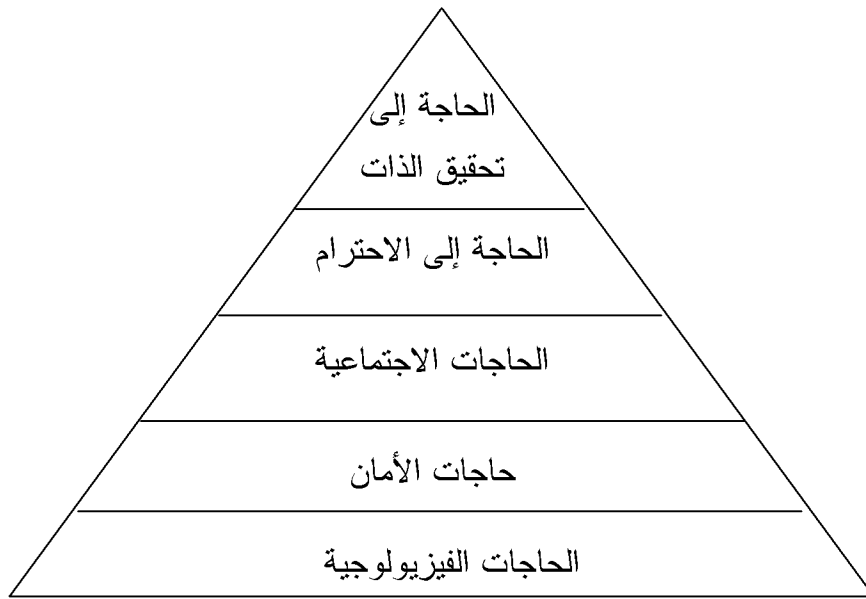 الحاجة إلى
تحقيق الذات
الحاجة إلى الاحترام
الحاجات الاجتماعية
حاجات الأمان
الحاجات الفيزيولوجية